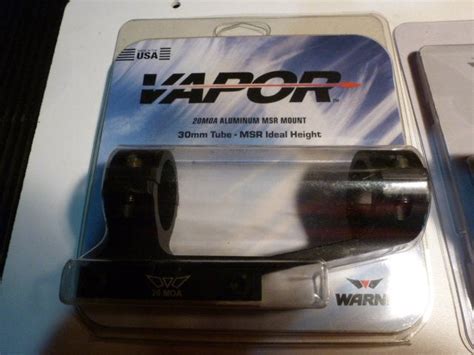 USA
VAPOR
20MOA ALUMINUM MSR MOUNT
30mm Tube - MSR Ideal Height
20 MOA
WARN